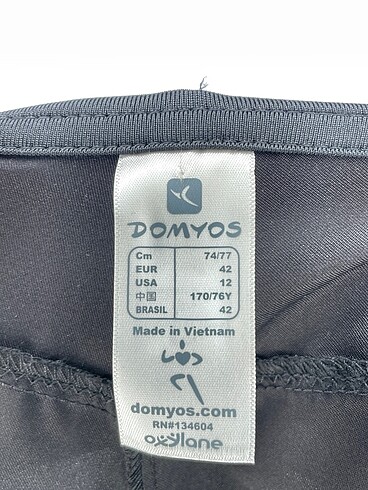 DOMYOS
Cm 74/77
EUR 42
USA 12
中国 170/76Y
BRASIL 42
Made in Vietnam
domyos.com
RN#134604
oxylane